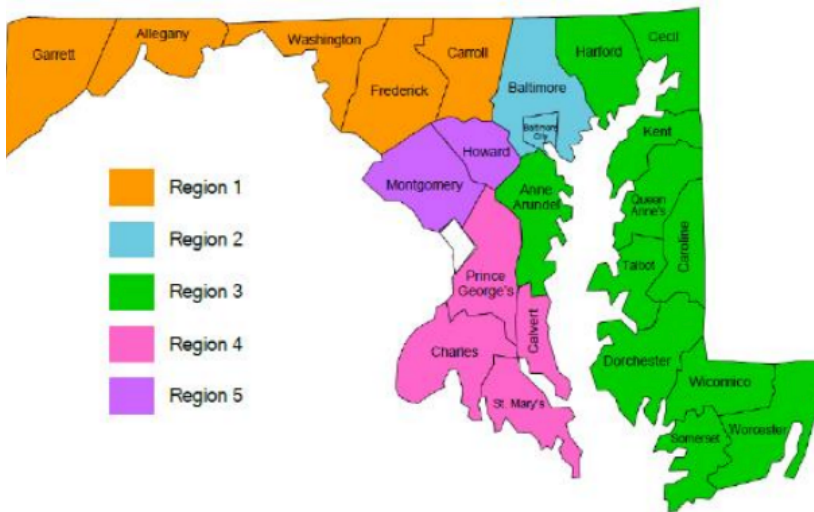 Garrett
Allegany
Washington
Frederick
Carroll
Baltimore
Baltimore
City
Harford
Cecil
Kent
Howard
Montgomery
Anne
Arundel
Queen
Anne's
Caroline
Talbot
Prince
George's
Calvert
Charles
St. Mary's
Dorchester
Wicomico
Somerset
Worcester
Region 1
Region 2
Region 3
Region 4
Region 5